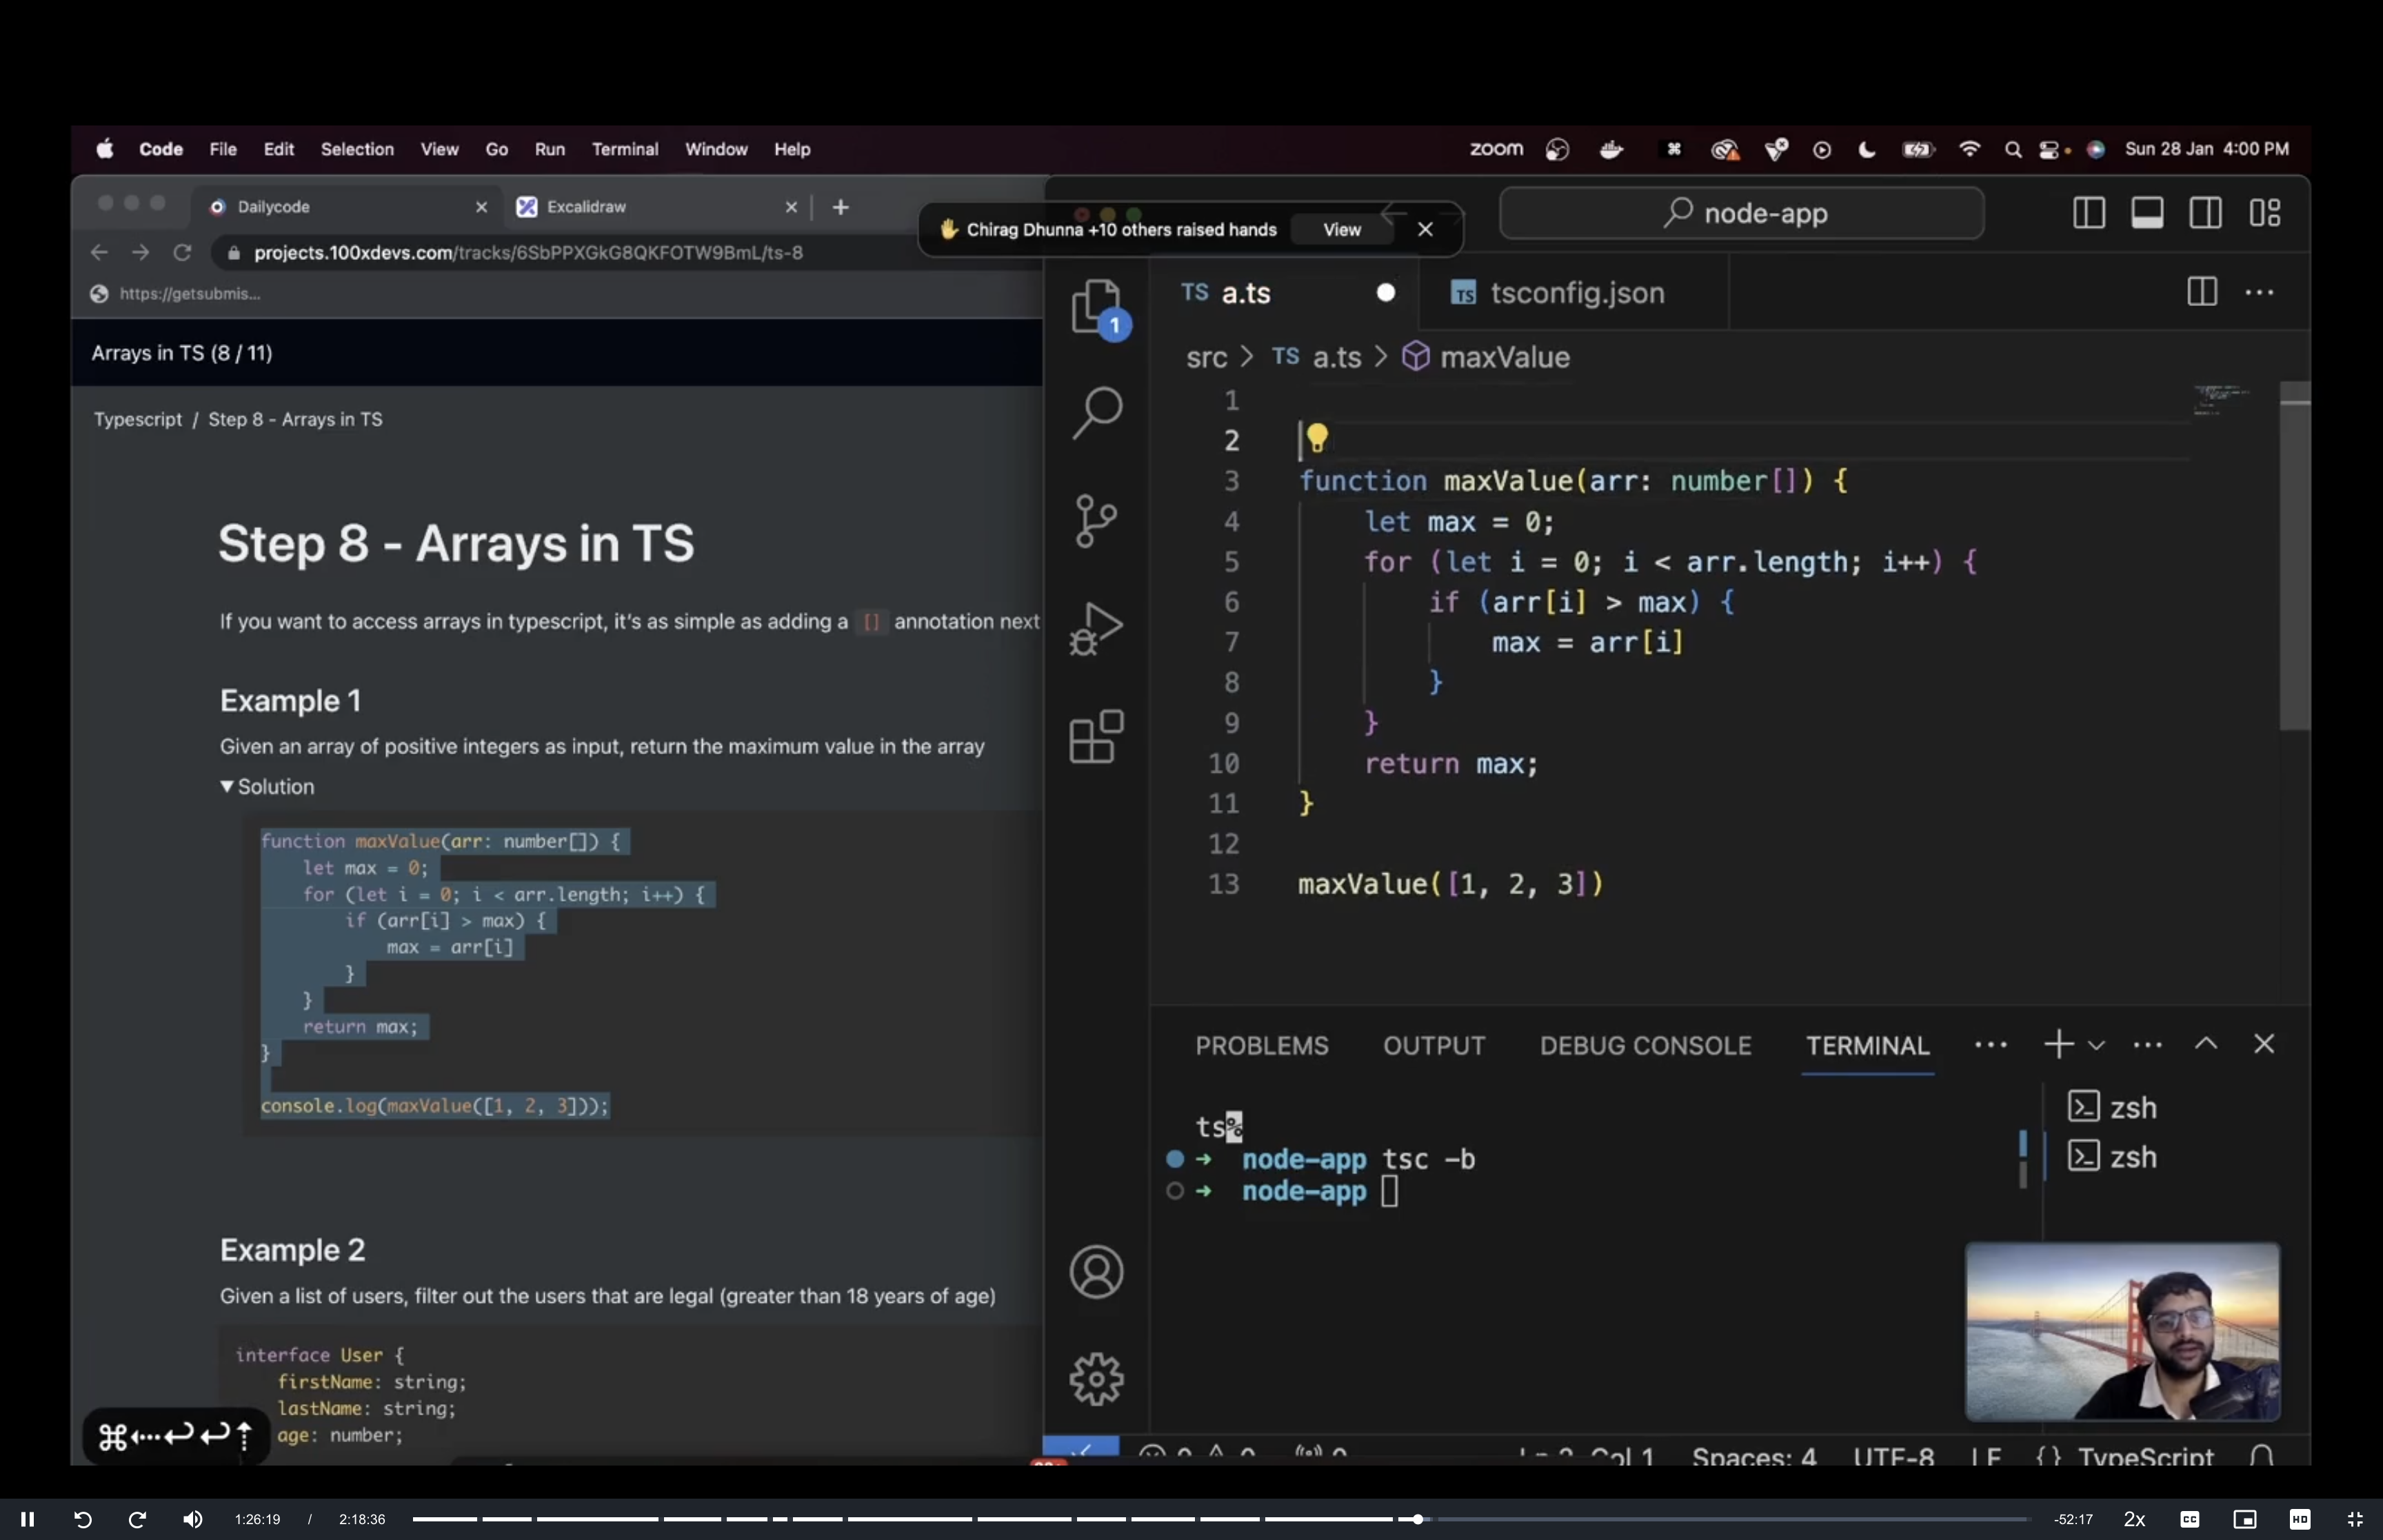 Code File Edit Selection View Go Run Terminal Window Help
zoom Sun 28 Jan 4:00 PM
Dailycode
Excalidraw
projects.100xdevs.com/tracks/6SbPPXGkG8QKFOTW9BmL/ts-8
https://getsubmis...
Arrays in TS (8 / 11)
Typescript / Step 8 - Arrays in TS
Step 8 - Arrays in TS
If you want to access arrays in typescript, it's as simple as adding a [] annotation next
Example 1
Given an array of positive integers as input, return the maximum value in the array
▼ Solution
function maxValue(arr: number[]) {
    let max = 0;
    for (let i = 0; i < arr.length; i++) {
        if (arr[i] > max) {
            max = arr[i]
        }
    }
    return max;
}
console.log(maxValue([1, 2, 3]));
Example 2
Given a list of users, filter out the users that are legal (greater than 18 years of age)
interface User {
    firstName: string;
    lastName: string;
    age: number;
Chirag Dhunna +10 others raised hands View
node-app
1
TS a.ts
TS tsconfig.json
src > TS a.ts > maxValue
1
2
3 function maxValue(arr: number[]) {
4     let max = 0;
5     for (let i = 0; i < arr.length; i++) {
6         if (arr[i] > max) {
7             max = arr[i]
8         }
9     }
10     return max;
11 }
12
13 maxValue([1, 2, 3])
PROBLEMS OUTPUT DEBUG CONSOLE TERMINAL
ts%
→ node-app tsc -b
→ node-app
zsh
zsh
Col 1 Spaces: 4 UTF-8 LF {} TypeScript
1:26:19 / 2:18:36
-52:17 2x CC HD